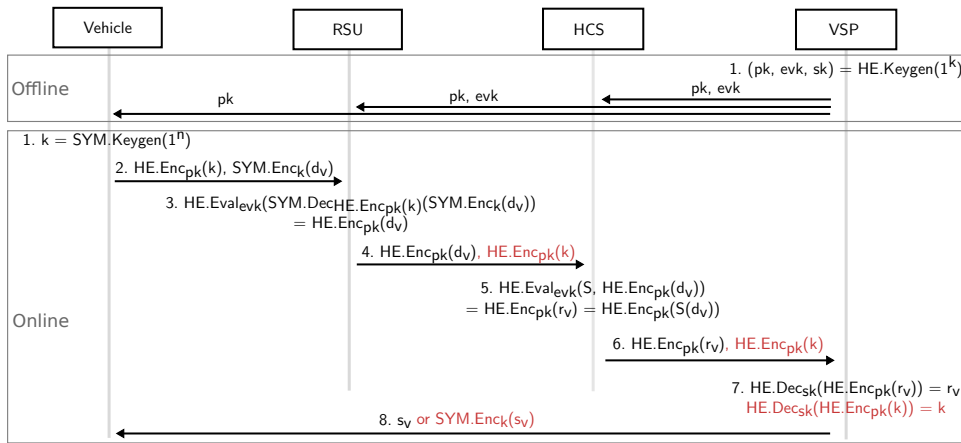 Vehicle
RSU
HCS
VSP
Offline
1. (pk, evk, sk) = HE.Keygen(1^k)
pk, evk
pk, evk
pk
Online
1. k = SYM.Keygen(1^n)
2. HE.Enc_pk(k), SYM.Enc_k(d_v)
3. HE.Eval_evk(SYM.Dec_HE.Enc_pk(k)(SYM.Enc_k(d_v))
= HE.Enc_pk(d_v)
4. HE.Enc_pk(d_v), HE.Enc_pk(k)
5. HE.Eval_evk(S, HE.Enc_pk(d_v))
= HE.Enc_pk(r_v) = HE.Enc_pk(S(d_v))
6. HE.Enc_pk(r_v), HE.Enc_pk(k)
7. HE.Dec_sk(HE.Enc_pk(r_v)) = r_v
HE.Dec_sk(HE.Enc_pk(k)) = k
8. s_v or SYM.Enc_k(s_v)